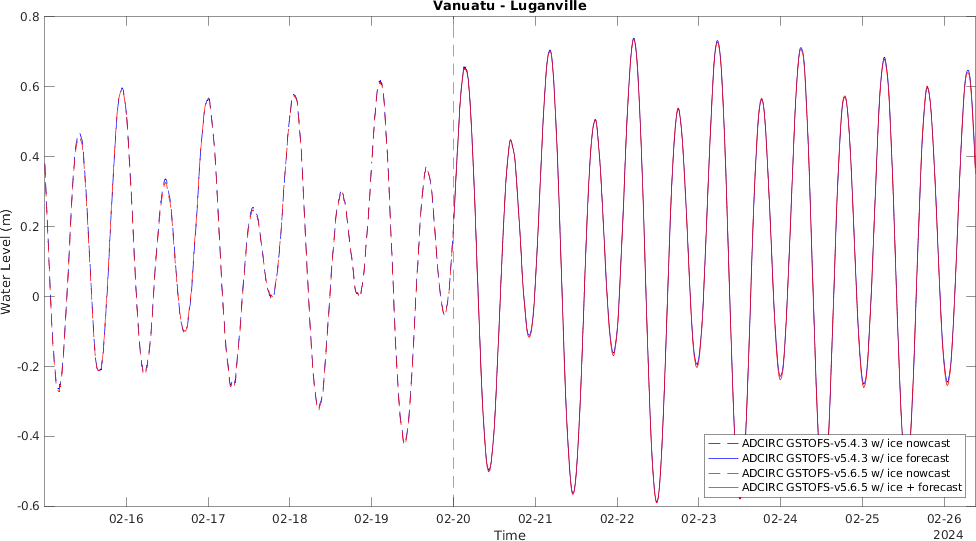 Vanuatu - Luganville
0.8
0.6
0.4
0.2
0
-0.2
-0.4
-0.6
Water Level (m)
ADCIRC GSTOFS-v5.4.3 w/ ice nowcast
ADCIRC GSTOFS-v5.4.3 w/ ice forecast
ADCIRC GSTOFS-v5.6.5 w/ ice nowcast
ADCIRC GSTOFS-v5.6.5 w/ ice + forecast
02-16 02-17 02-18 02-19 02-20 02-21 02-22 02-23 02-24 02-25 02-26
Time
2024